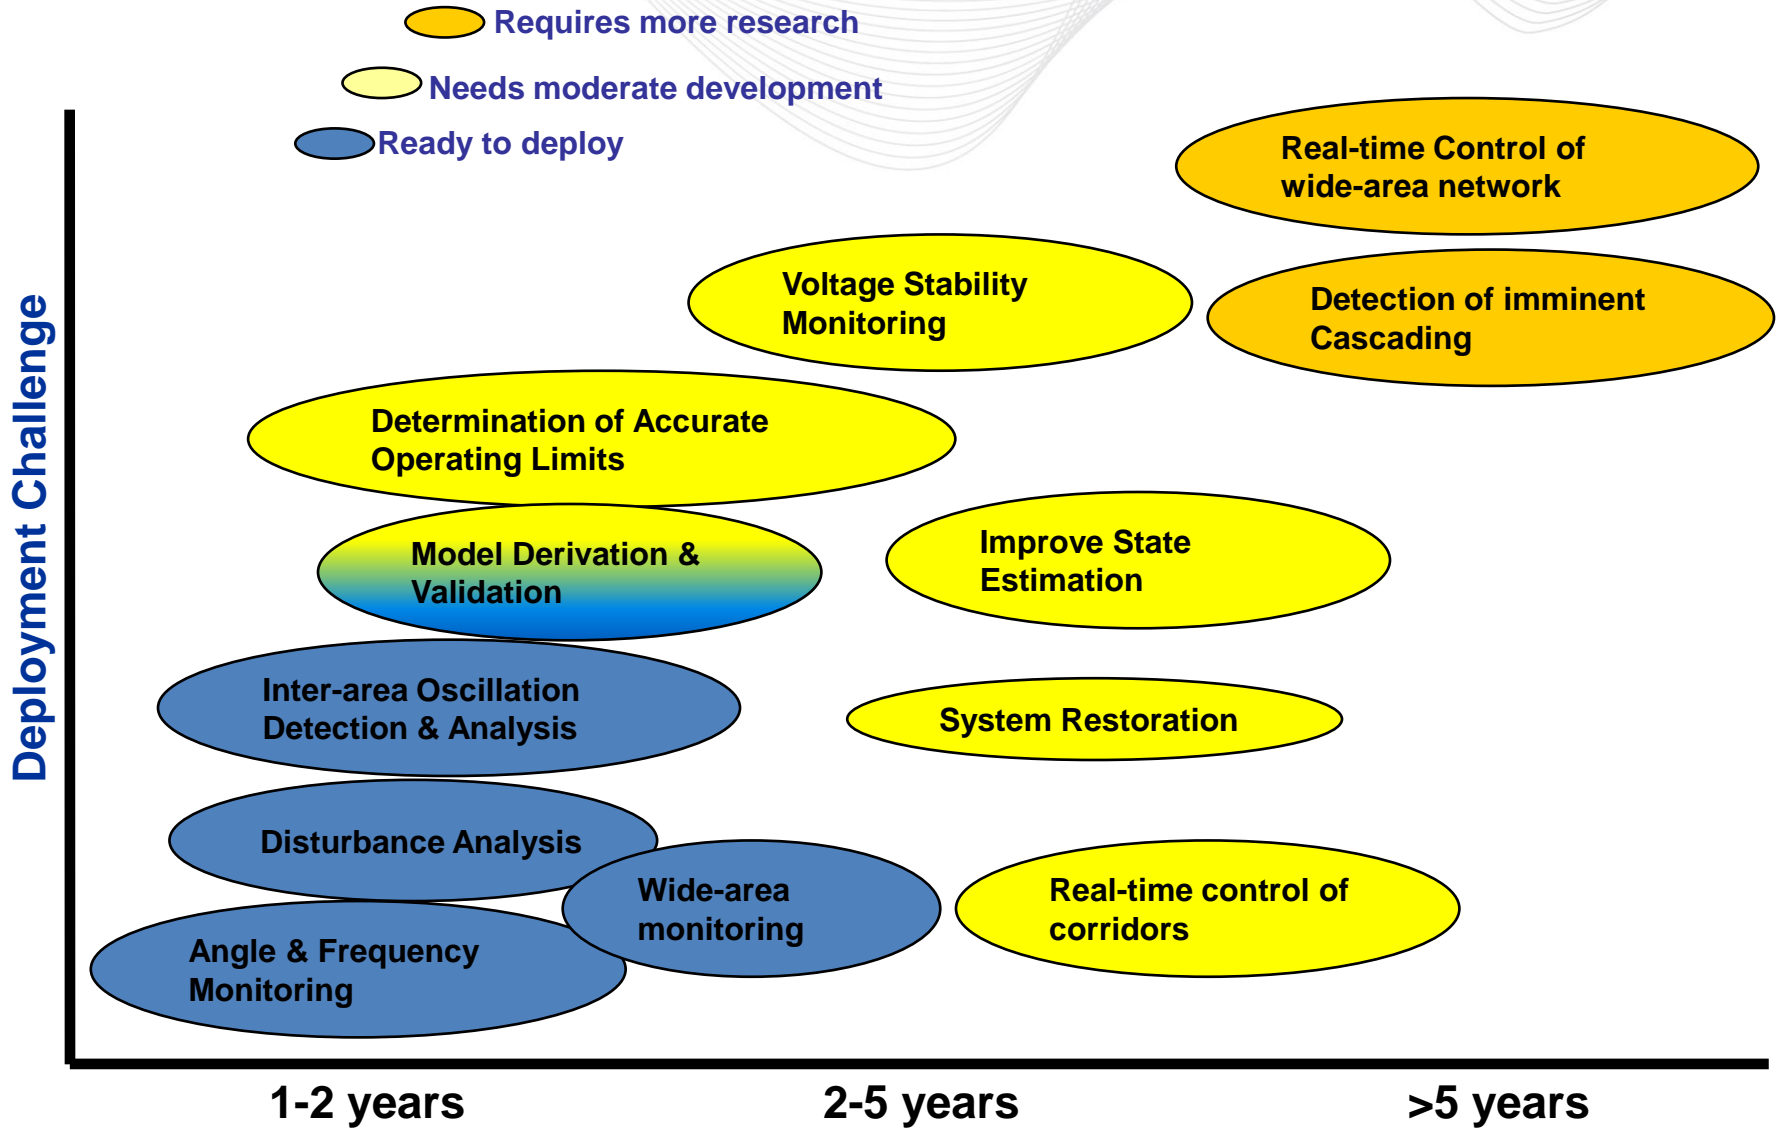 Requires more research
Needs moderate development
Ready to deploy
Deployment Challenge
Real-time Control of
wide-area network
Voltage Stability
Monitoring
Detection of imminent
Cascading
Determination of Accurate
Operating Limits
Model Derivation &
Validation
Improve State
Estimation
Inter-area Oscillation
Detection & Analysis
System Restoration
Disturbance Analysis
Wide-area
monitoring
Real-time control of
corridors
Angle & Frequency
Monitoring
1-2 years
2-5 years
>5 years